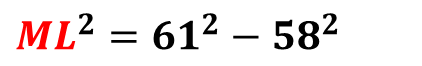 ML² = 61² − 58²